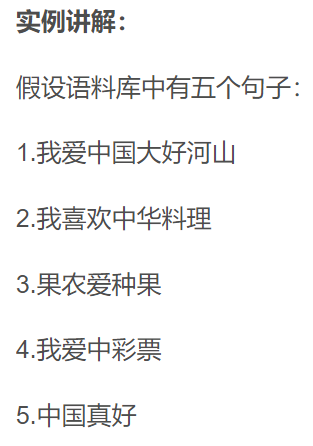 实例讲解：
假设语料库中有五个句子：
1.我爱中国大好河山
2.我喜欢中华料理
3.果农爱种果
4.我爱中彩票
5.中国真好